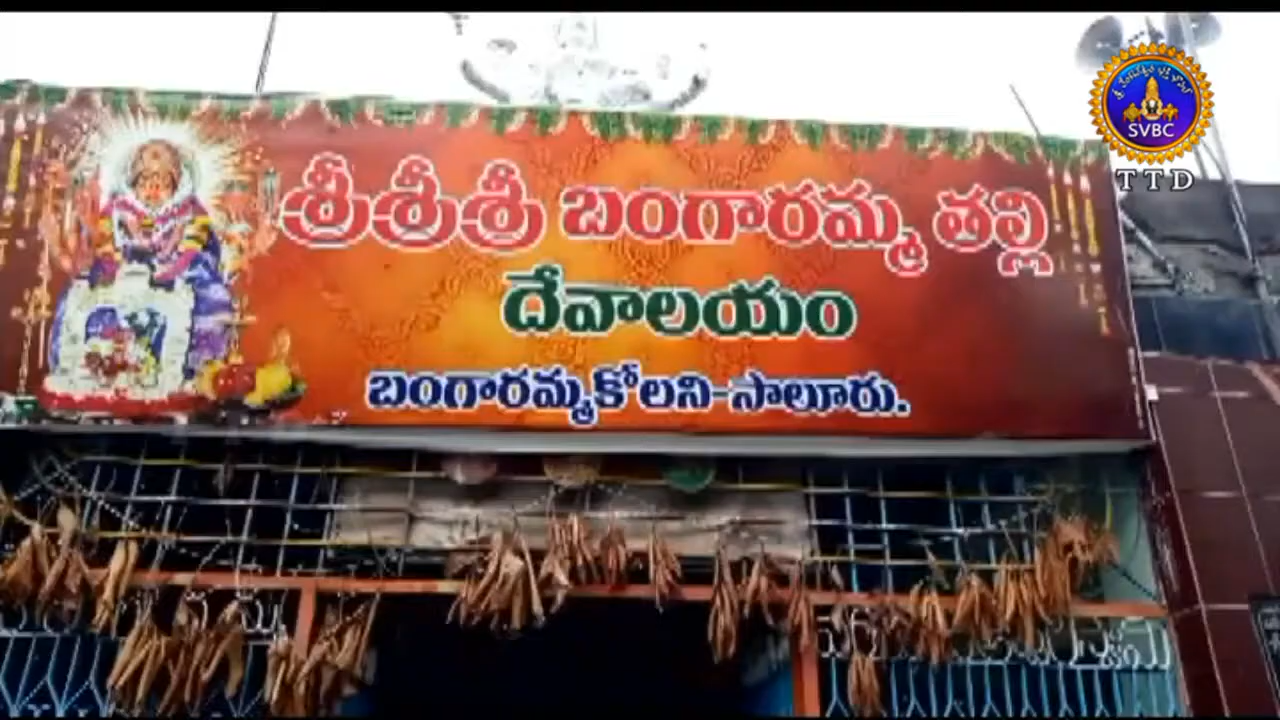 శ్రీశ్రీశ్రీ బంగారమ్మ తల్లి
దేవాలయం
బంగారమ్మకోలని-సాలూరు.
SVBC
TTD